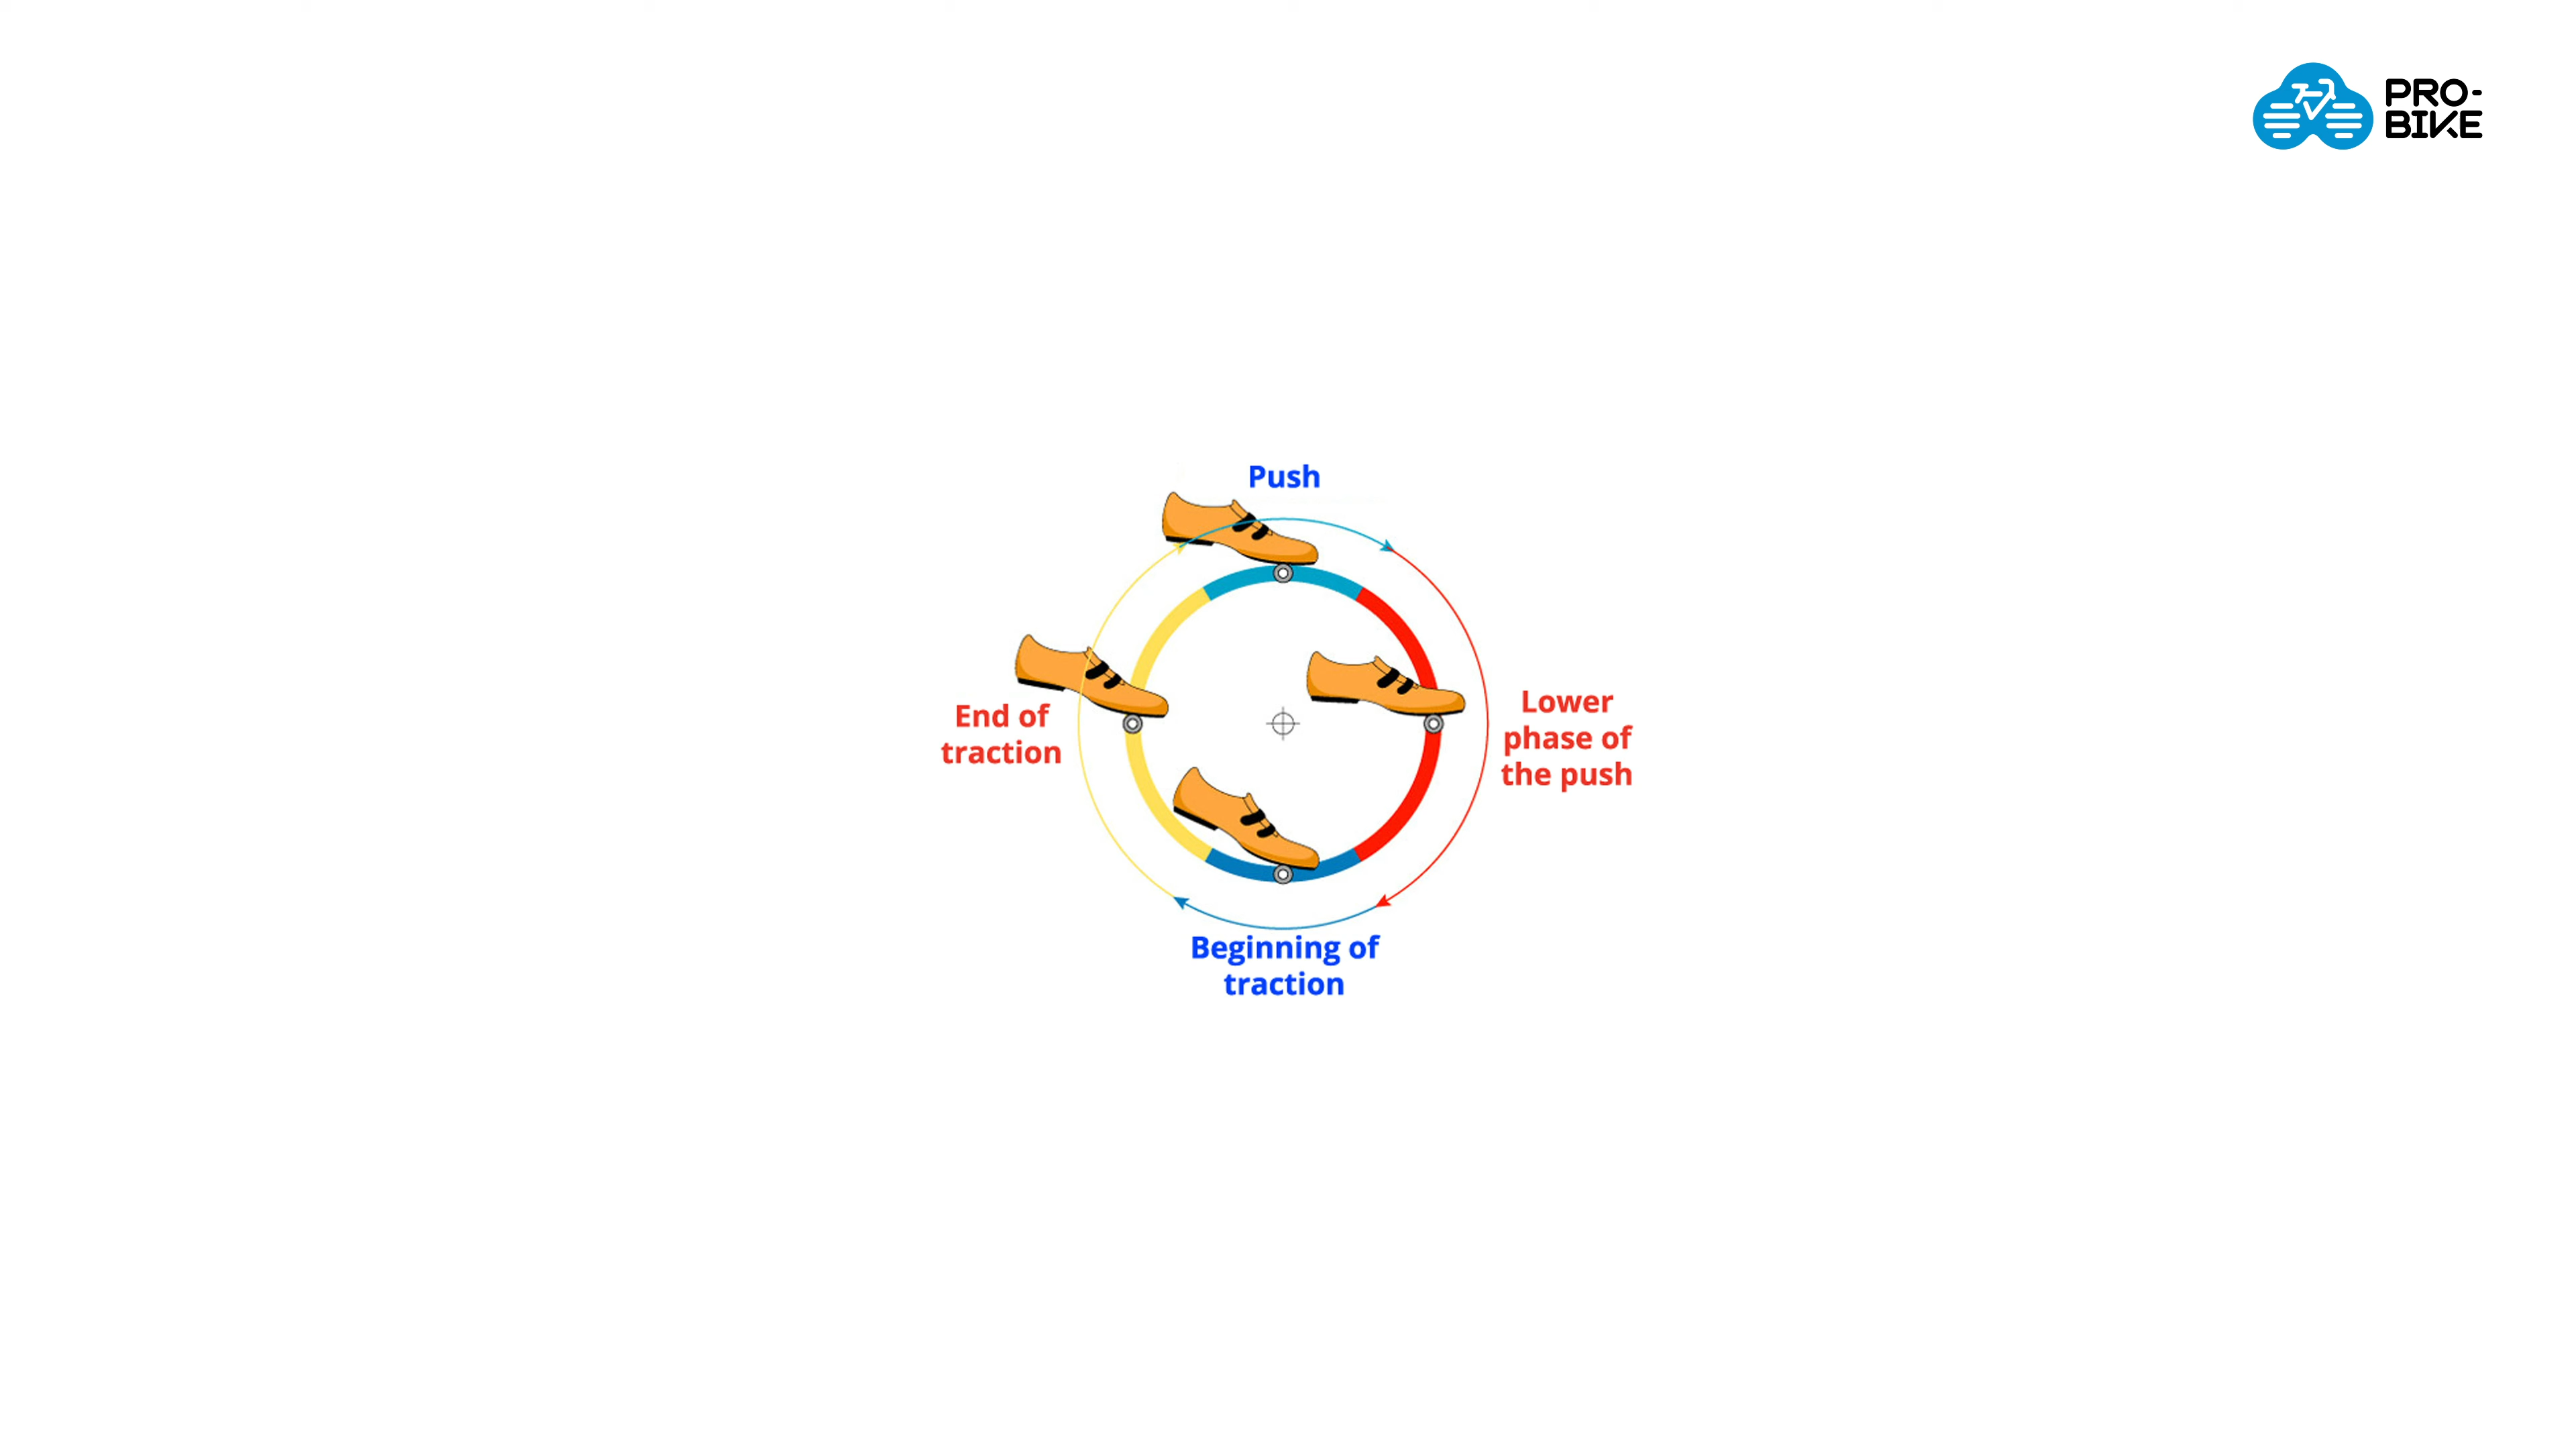 PRO-
BIKE
Push
End of
traction
Lower
phase of
the push
Beginning of
traction